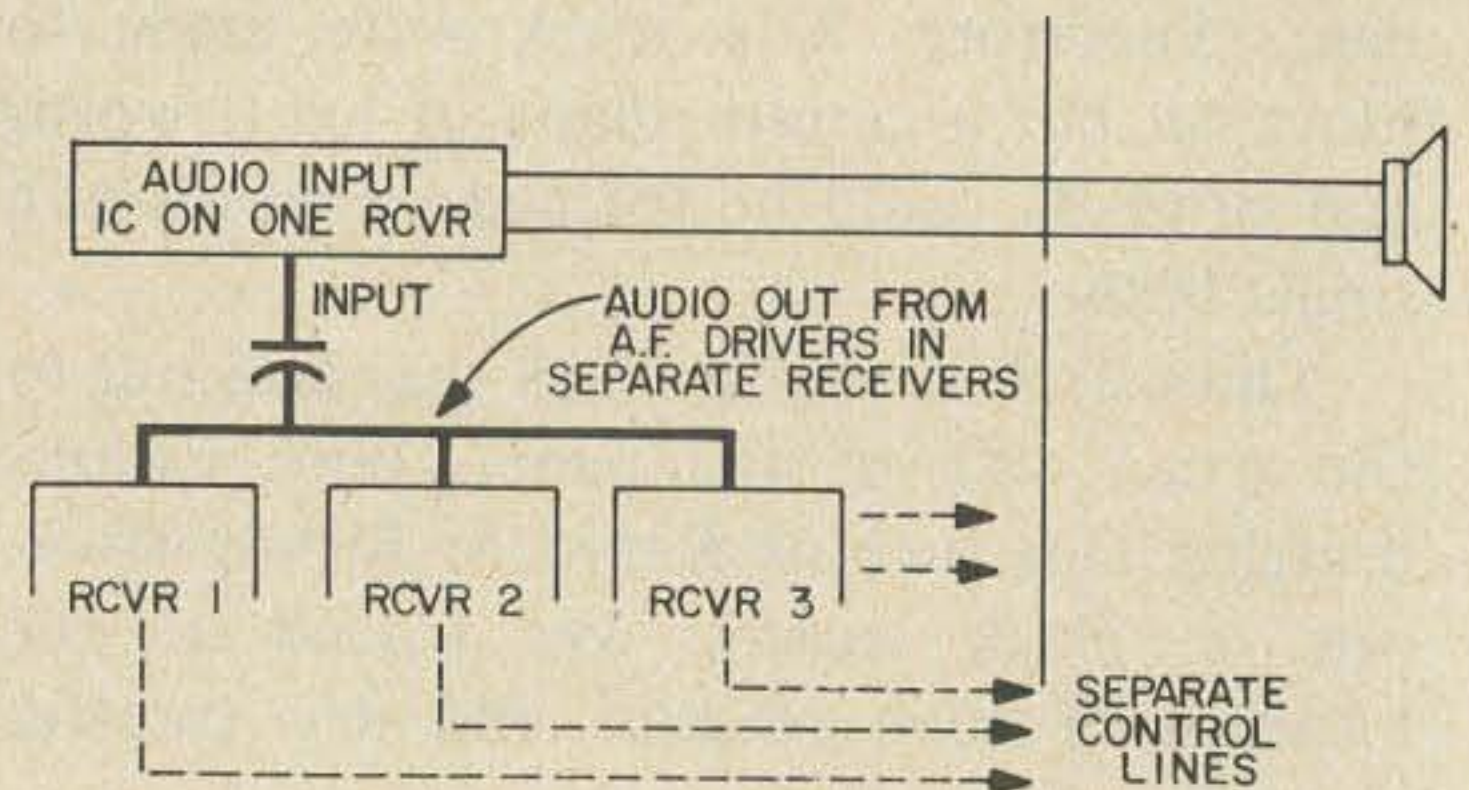 AUDIO INPUT
IC ON ONE RCVR
INPUT
AUDIO OUT FROM
A.F. DRIVERS IN
SEPARATE RECEIVERS
RCVR 1
RCVR 2
RCVR 3
SEPARATE
CONTROL
LINES